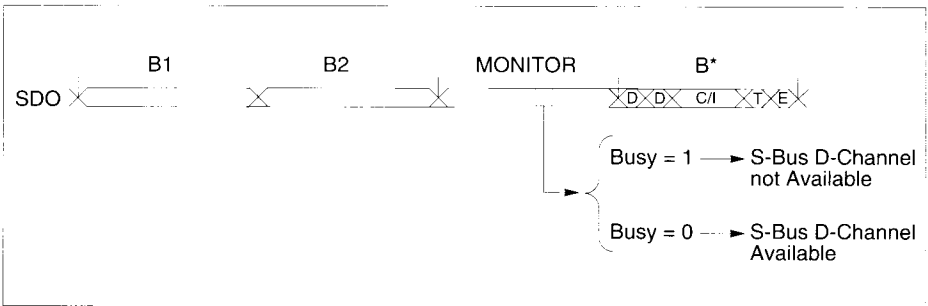 B1 B2 MONITOR B*
SDO D D C/I T E
Busy = 1 S-Bus D-Channel
not Available
Busy = 0 S-Bus D-Channel
Available